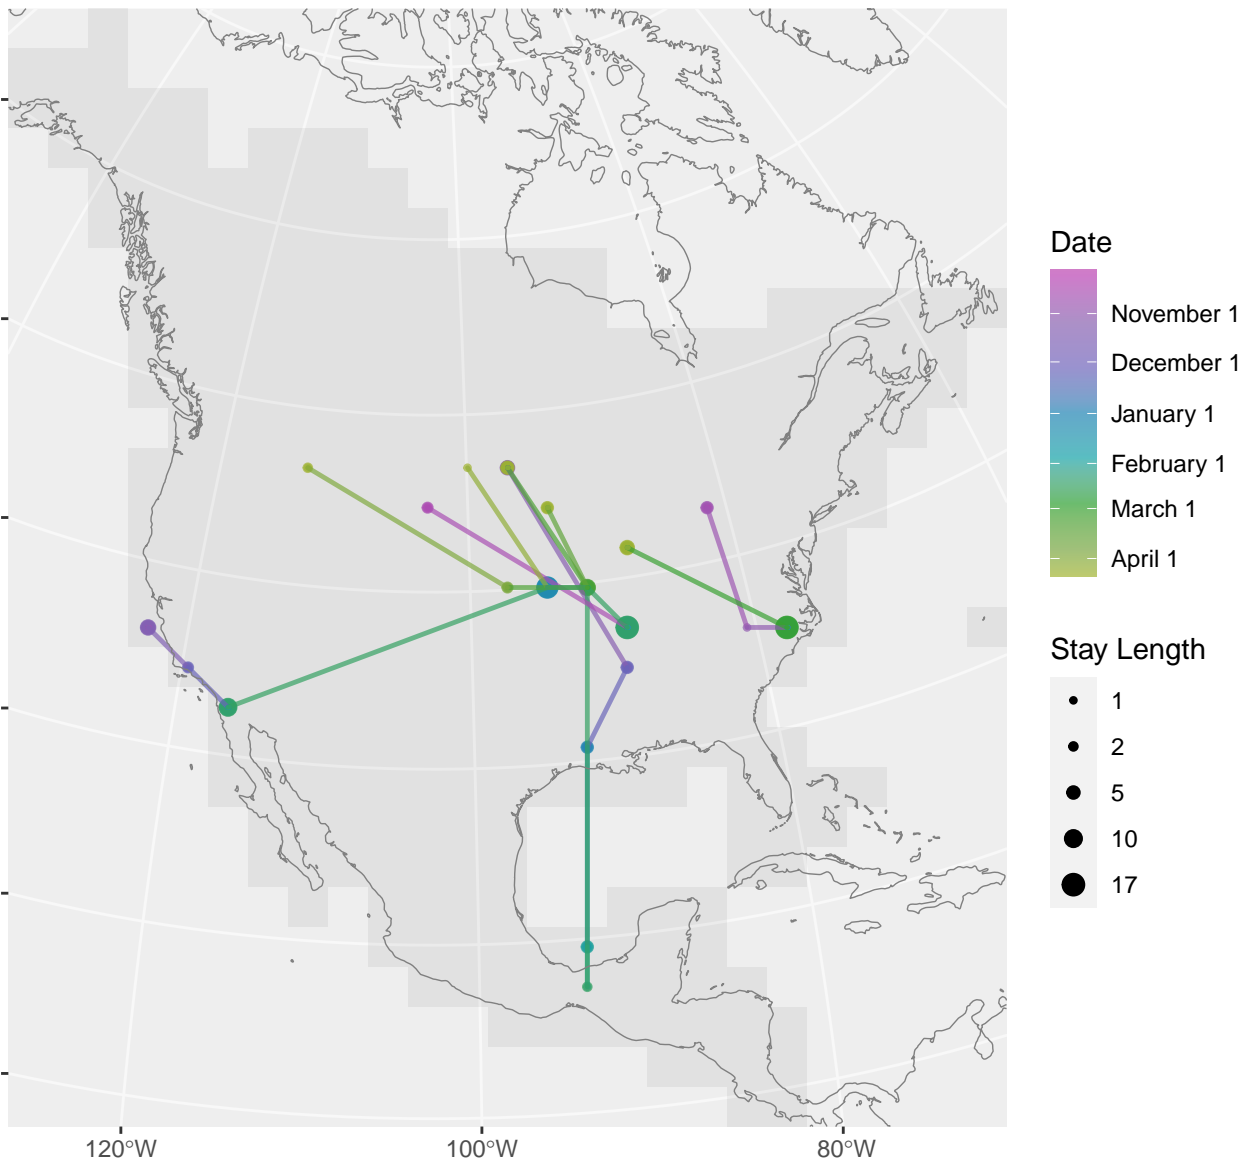 Date
November 1
December 1
January 1
February 1
March 1
April 1
Stay Length
1
2
5
10
17
120°W
100°W
80°W